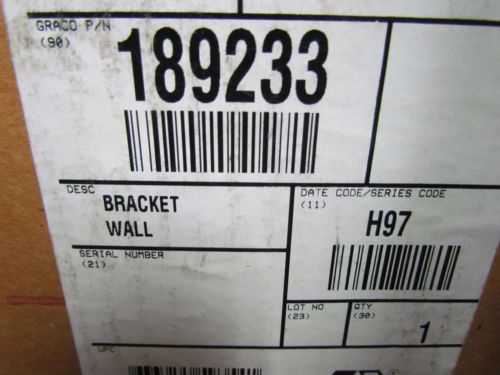 GRACO P/N
(90)
189233
DESC
BRACKET
WALL
DATE CODE/SERIES CODE
(11)
H97
SERIAL NUMBER
(21)
LOT NO
(23)
QTY
(30)
1
UPC